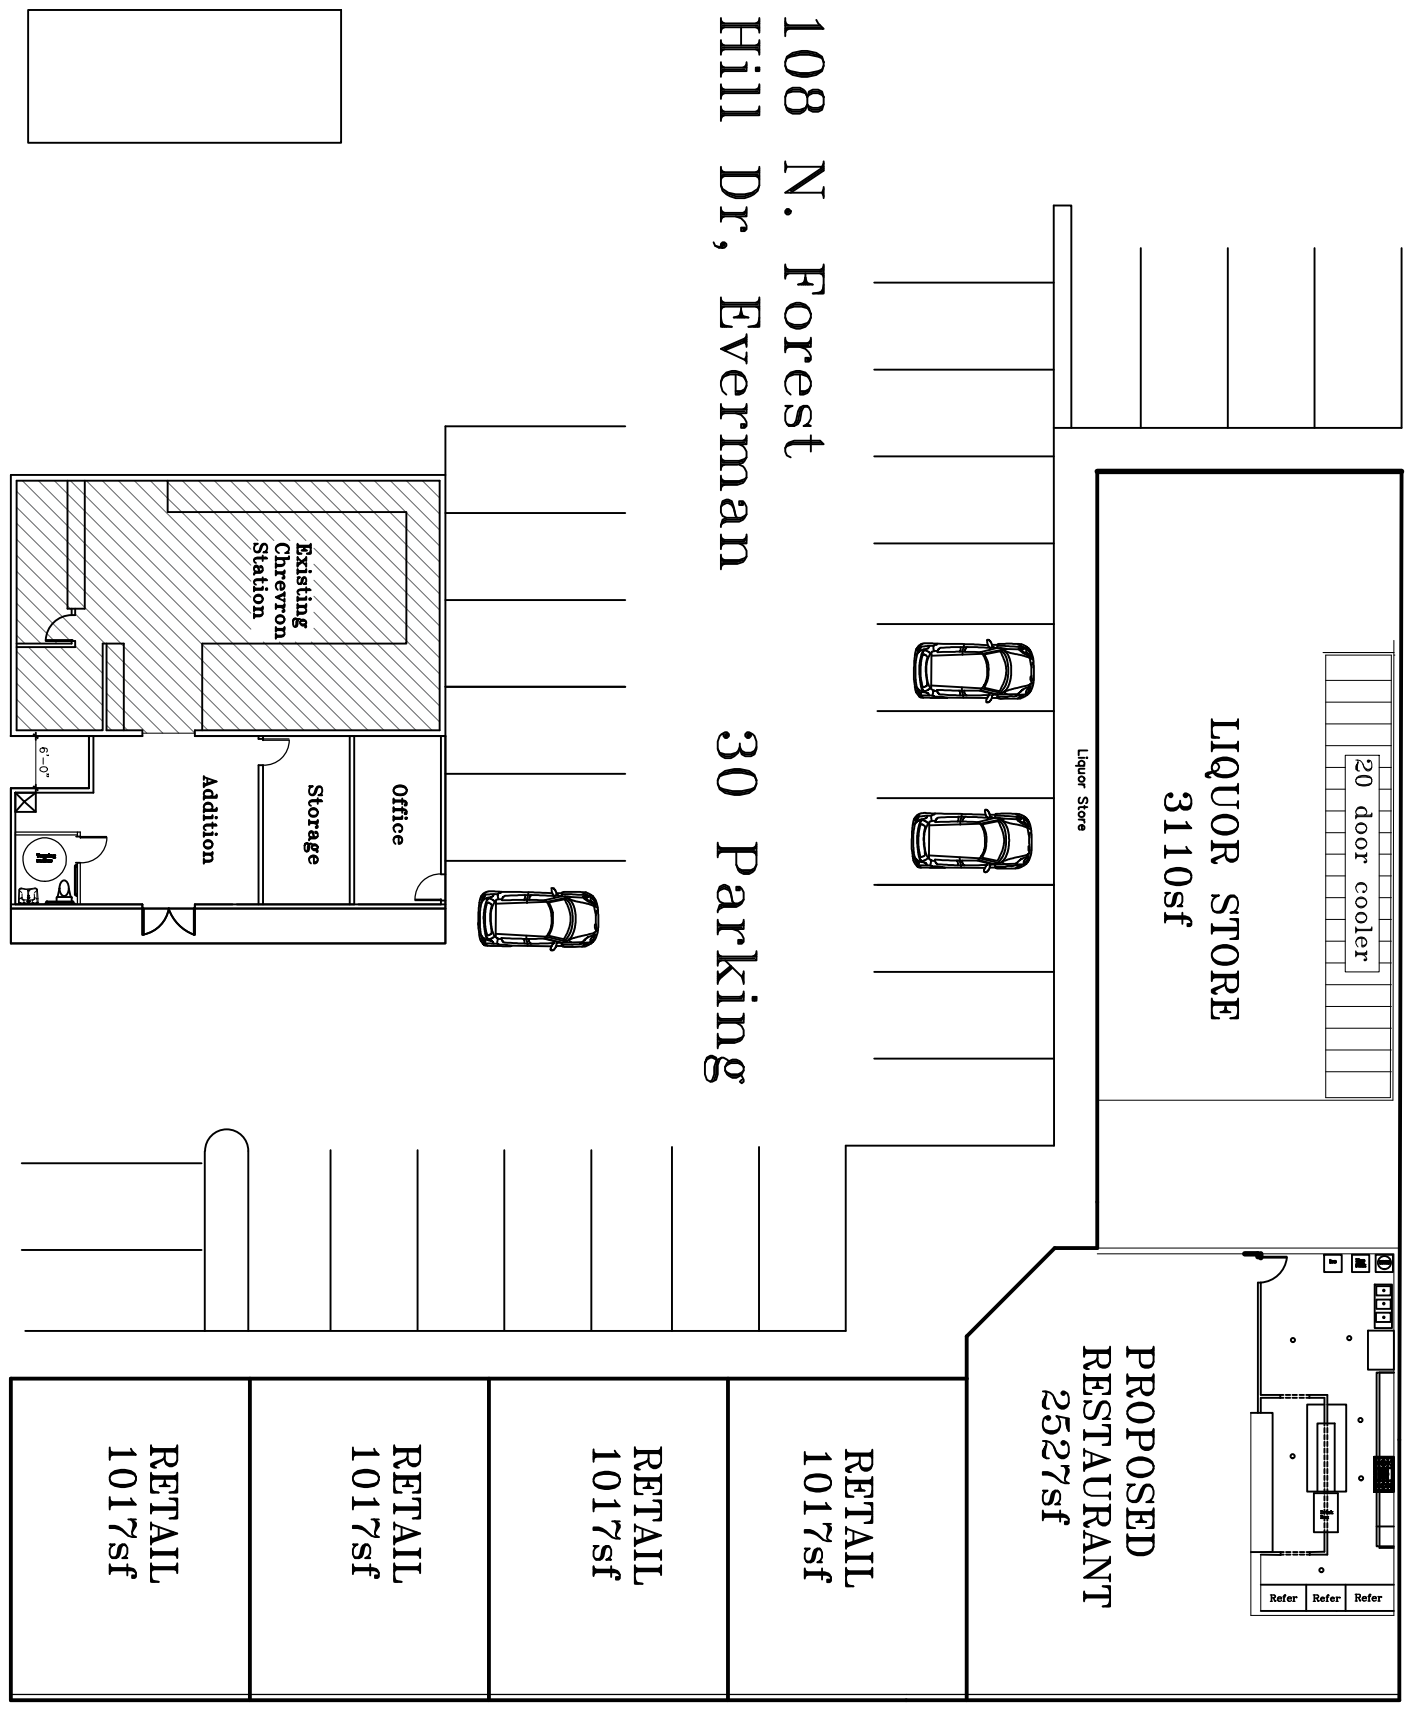 108 N. Forest
Hill Dr, Everman
30 Parking
20 door cooler
LIQUOR STORE
3110sf
Liquor Store
Existing
Chrevron
Station
6'-0"
Addition
Storage
Office
PROPOSED
RESTAURANT
2527sf
Refer
Refer
Refer
RETAIL
1017sf
RETAIL
1017sf
RETAIL
1017sf
RETAIL
1017sf